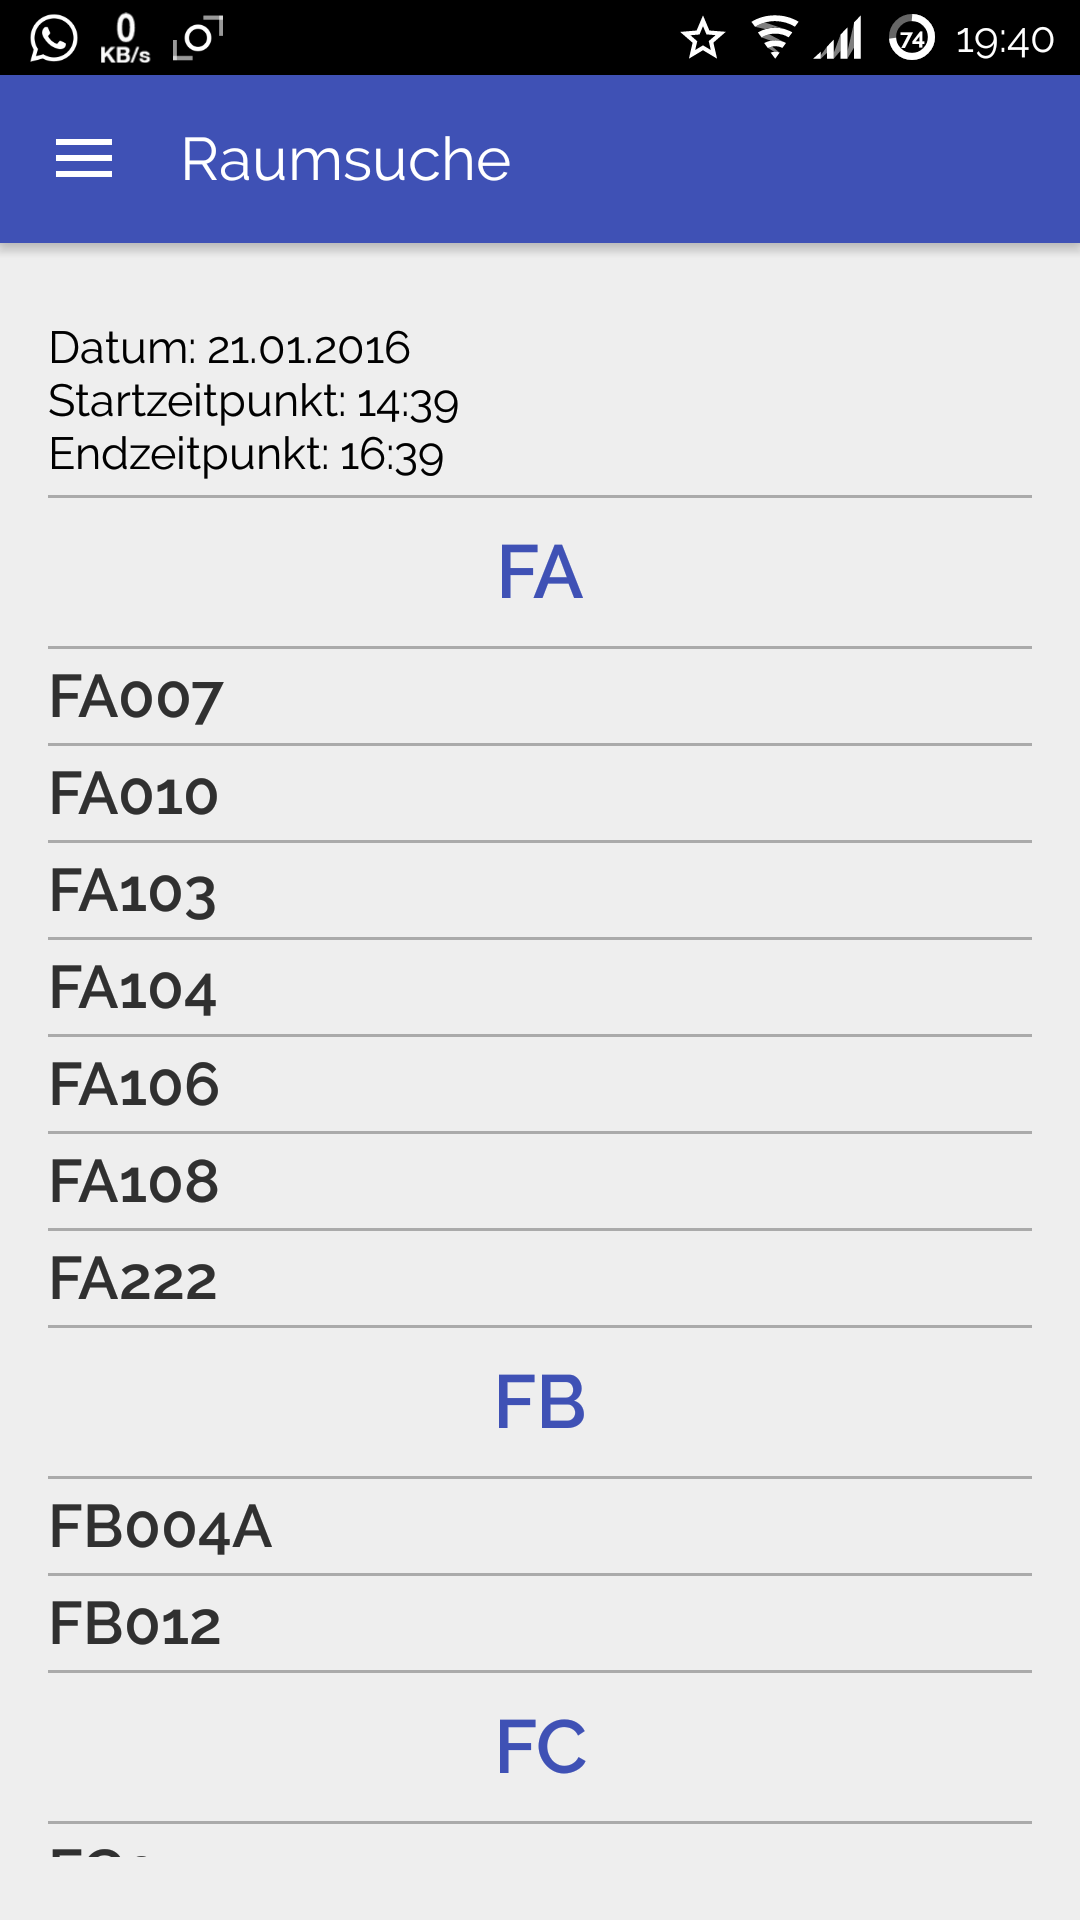 0
KB/s
74
19:40
Raumsuche
Datum: 21.01.2016
Startzeitpunkt: 14:39
Endzeitpunkt: 16:39
FA
FA007
FA010
FA103
FA104
FA106
FA108
FA222
FB
FB004A
FB012
FC